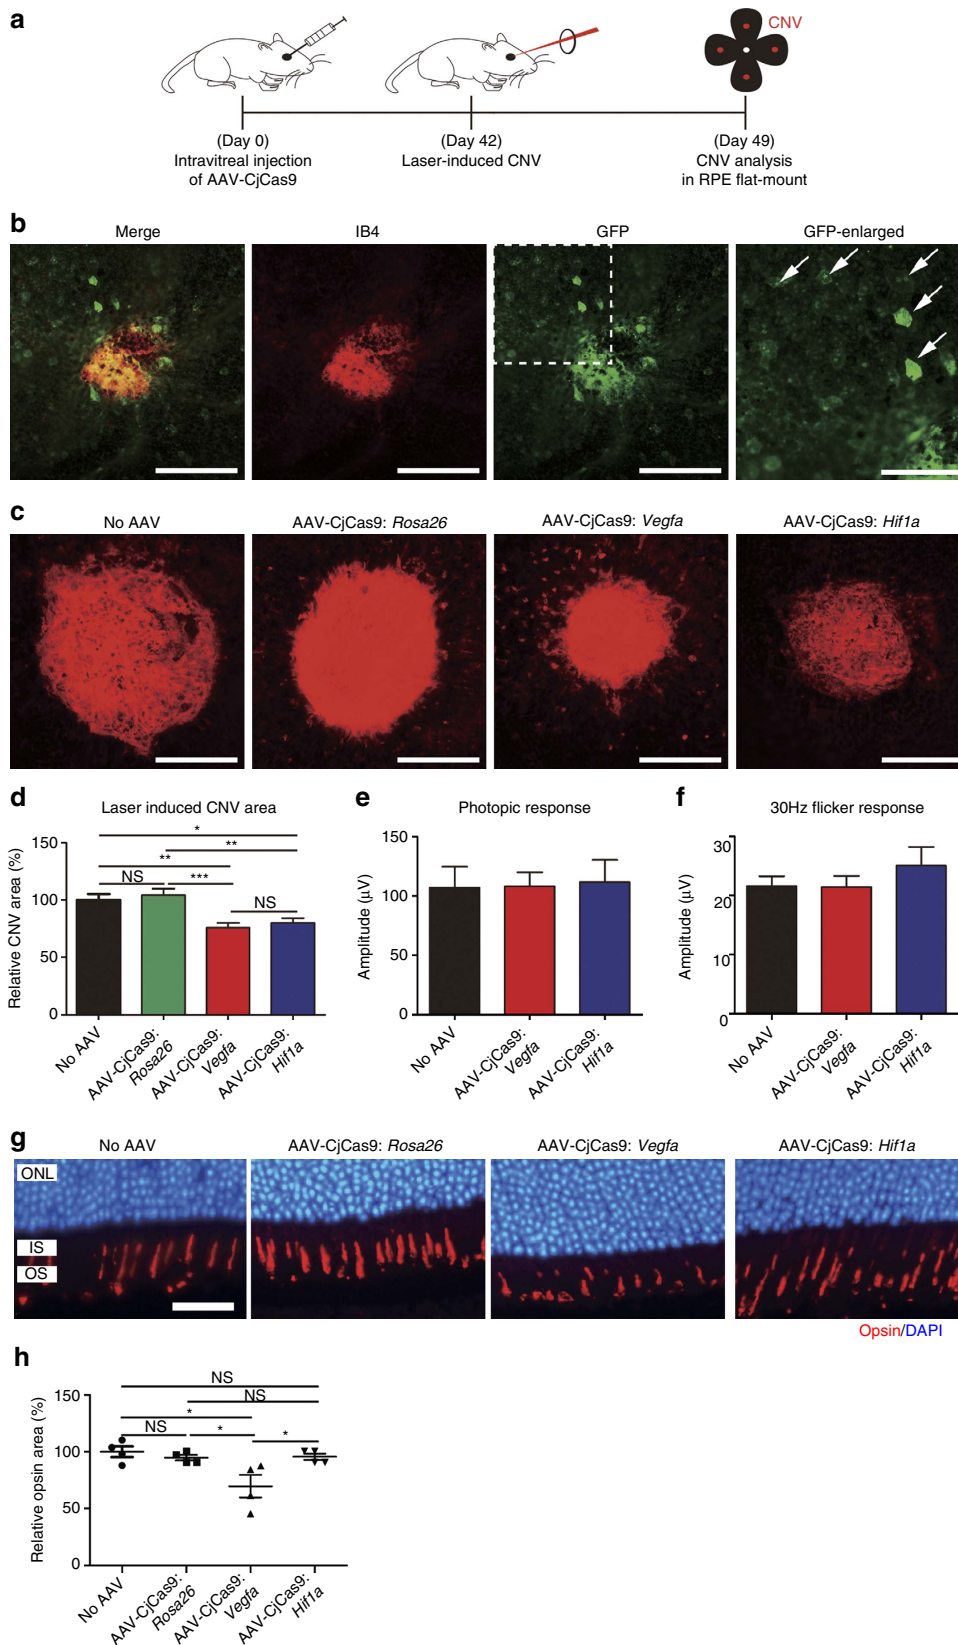 a
CNV
(Day 0)
Intravitreal injection
of AAV-CjCas9
(Day 42)
Laser-induced CNV
(Day 49)
CNV analysis
in RPE flat-mount
b
Merge
IB4
GFP
GFP-enlarged
c
No AAV
AAV-CjCas9: Rosa26
AAV-CjCas9: Vegfa
AAV-CjCas9: Hif1a
d
Laser induced CNV area
Relative CNV area (%)
150
100
50
0
*
**
**
NS
***
NS
No AAV
AAV-CjCas9:
Rosa26
AAV-CjCas9:
Vegfa
AAV-CjCas9:
Hif1a
e
Photopic response
Amplitude (µV)
150
100
50
0
No AAV
AAV-CjCas9:
Vegfa
AAV-CjCas9:
Hif1a
f
30Hz flicker response
Amplitude (µV)
30
20
10
0
No AAV
AAV-CjCas9:
Vegfa
AAV-CjCas9:
Hif1a
g
No AAV
AAV-CjCas9: Rosa26
AAV-CjCas9: Vegfa
AAV-CjCas9: Hif1a
ONL
IS
OS
Opsin/DAPI
h
Relative opsin area (%)
150
100
50
0
NS
NS
*
NS
*
*
No AAV
AAV-CjCas9:
Rosa26
AAV-CjCas9:
Vegfa
AAV-CjCas9:
Hif1a